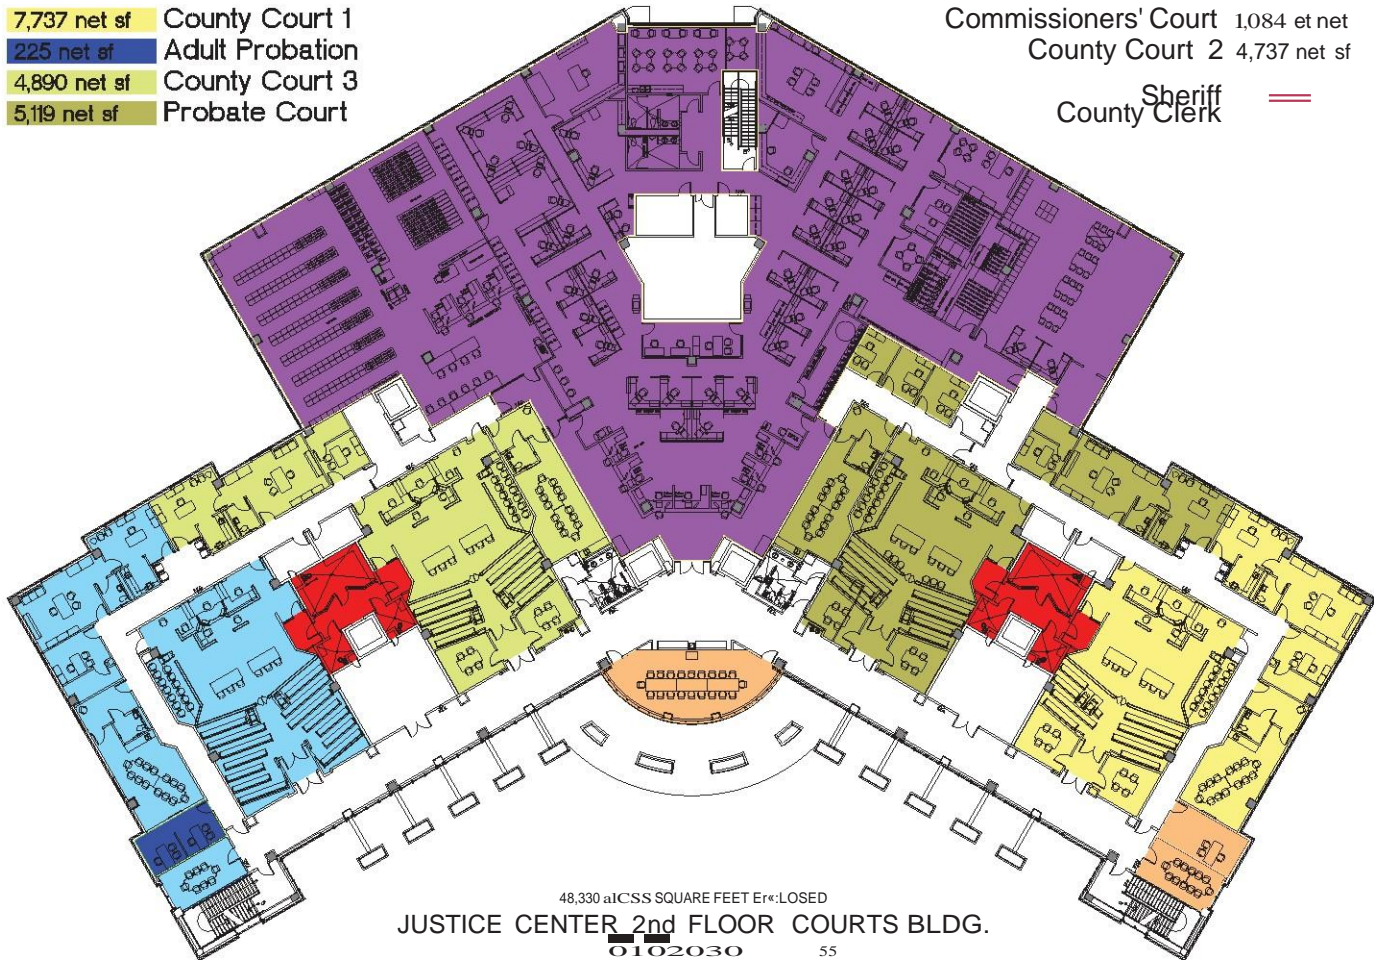 7,737 net sf County Court 1
225 net sf Adult Probation
4,890 net sf County Court 3
5,119 net sf Probate Court
Commissioners' Court 1,084 et net
County Court 2 4,737 net sf
Sheriff
County Clerk
48,330 alCSS SQUARE FEET Er«:LOSED
JUSTICE CENTER 2nd FLOOR COURTS BLDG.
0102030 55